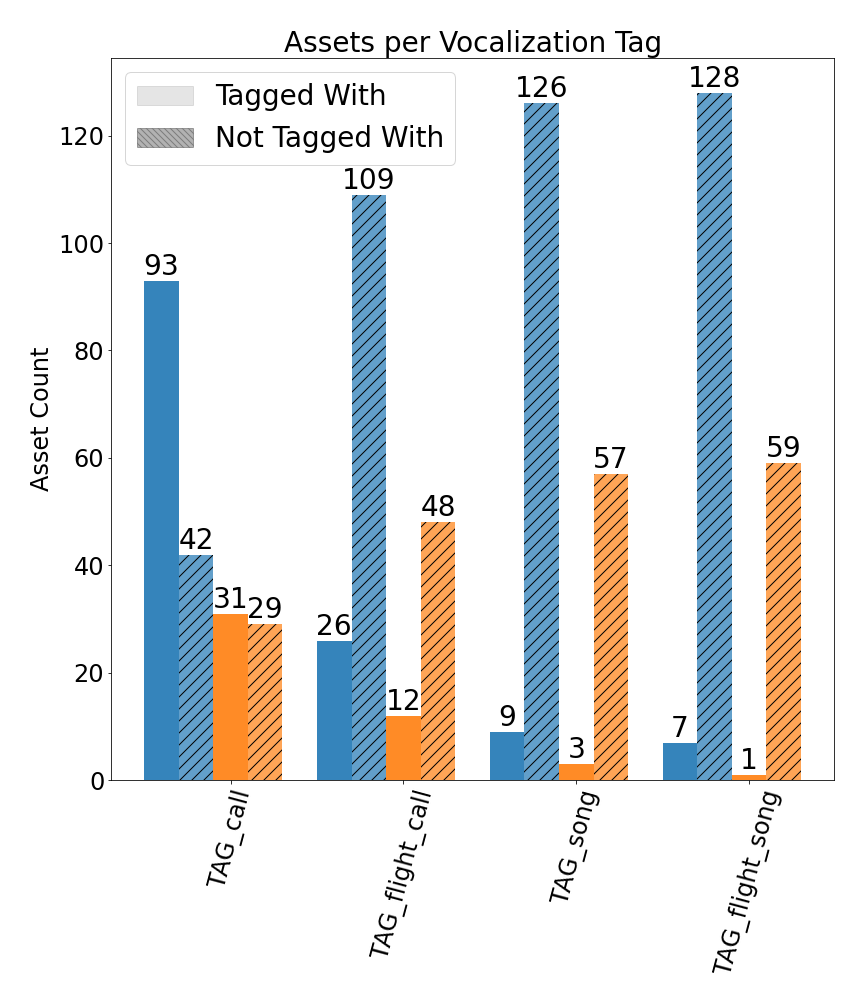 Assets per Vocalization Tag
Tagged With
Not Tagged With
Asset Count
120
100
80
60
40
20
0
93
42
31
29
26
109
12
48
9
126
3
57
7
128
1
59
TAG_call
TAG_flight_call
TAG_song
TAG_flight_song